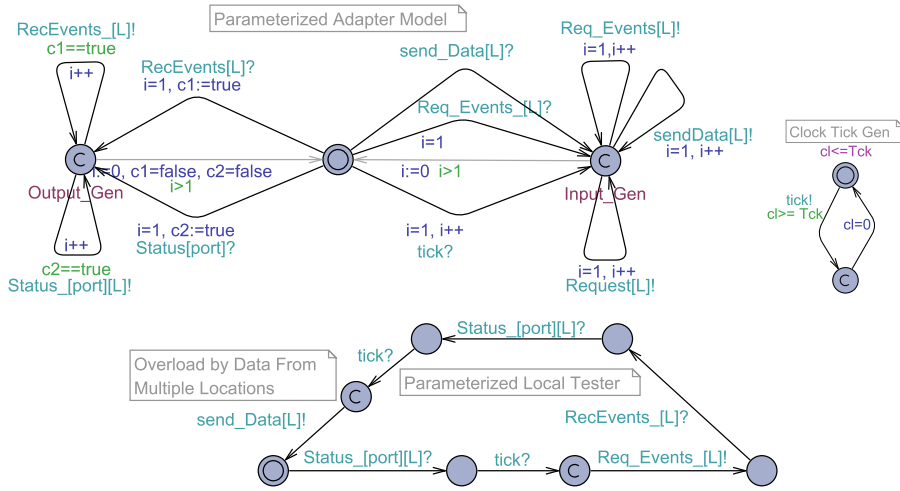 Parameterized Adapter Model
RecEvents_[L]!
c1==true
i++
RecEvents[L]?
i=1, c1:=true
send_Data[L]?
Req_Events[L]!
i=1,i++
Req_Events_[L]?
i=1
sendData[L]!
i=1, i++
Clock Tick Gen
cl<=Tck
i:=0, c1=false, c2=false
i>1
i:=0 i>1
Output_Gen
Input_Gen
tick!
cl>= Tck
cl=0
i++
c2==true
Status_[port][L]!
i=1, c2:=true
Status[port]?
i=1, i++
tick?
i=1, i++
Request[L]!
C
C
C
Status_[port][L]?
tick?
Overload by Data From
Multiple Locations
Parameterized Local Tester
C
send_Data[L]!
RecEvents_[L]?
Status_[port][L]?
tick?
C
Req_Events_[L]!